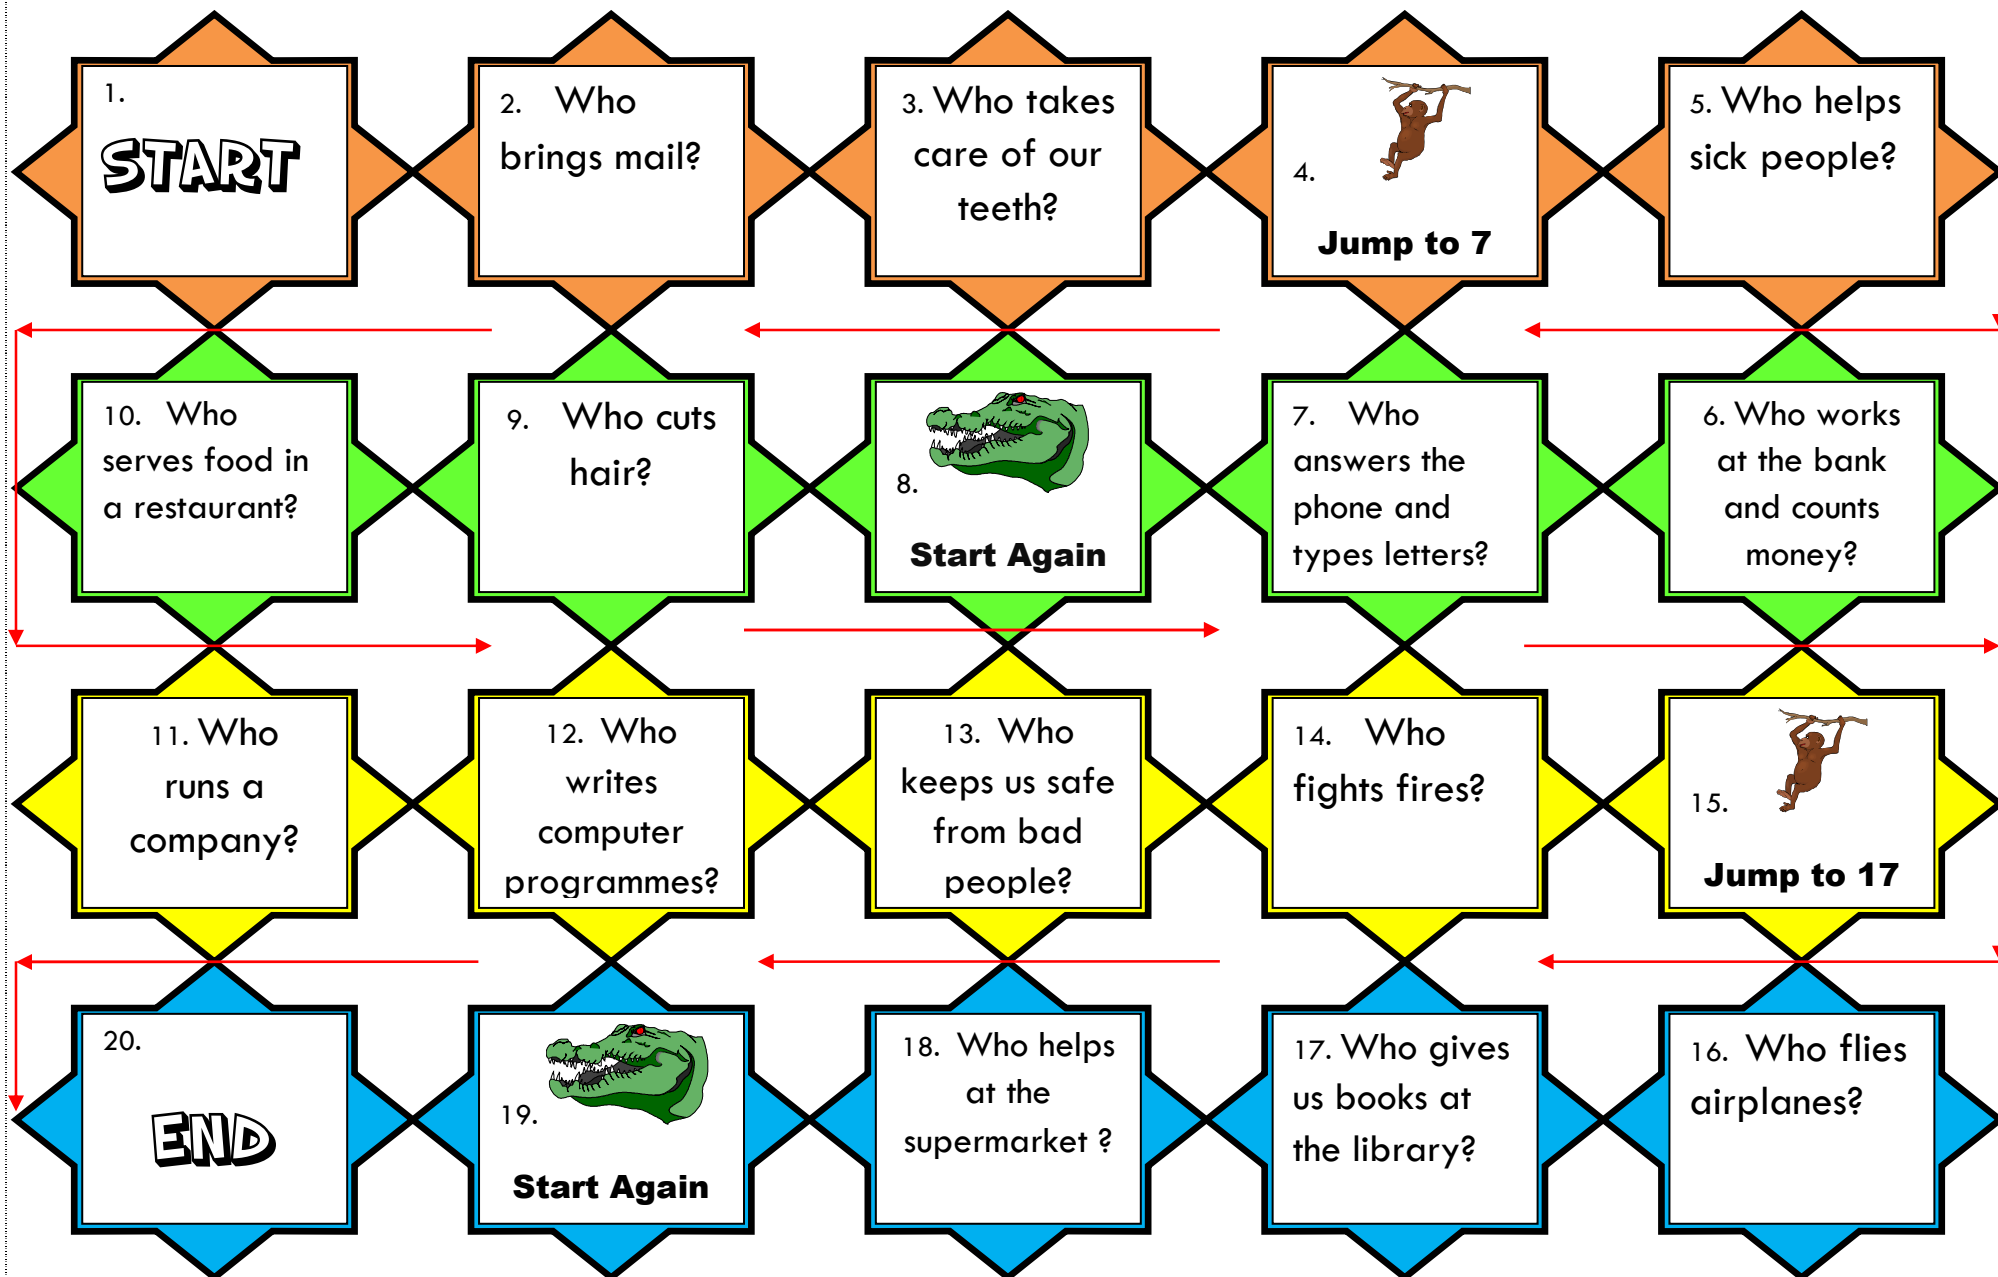 1.
START
2. Who
brings mail?
3. Who takes
care of our
teeth?
4.
Jump to 7
5. Who helps
sick people?
10. Who
serves food in
a restaurant?
9. Who cuts
hair?
8.
Start Again
7. Who
answers the
phone and
types letters?
6. Who works
at the bank
and counts
money?
11. Who
runs a
company?
12. Who
writes
computer
programmes?
13. Who
keeps us safe
from bad
people?
14. Who
fights fires?
15.
Jump to 17
20.
END
19.
Start Again
18. Who helps
at the
supermarket ?
17. Who gives
us books at
the library?
16. Who flies
airplanes?